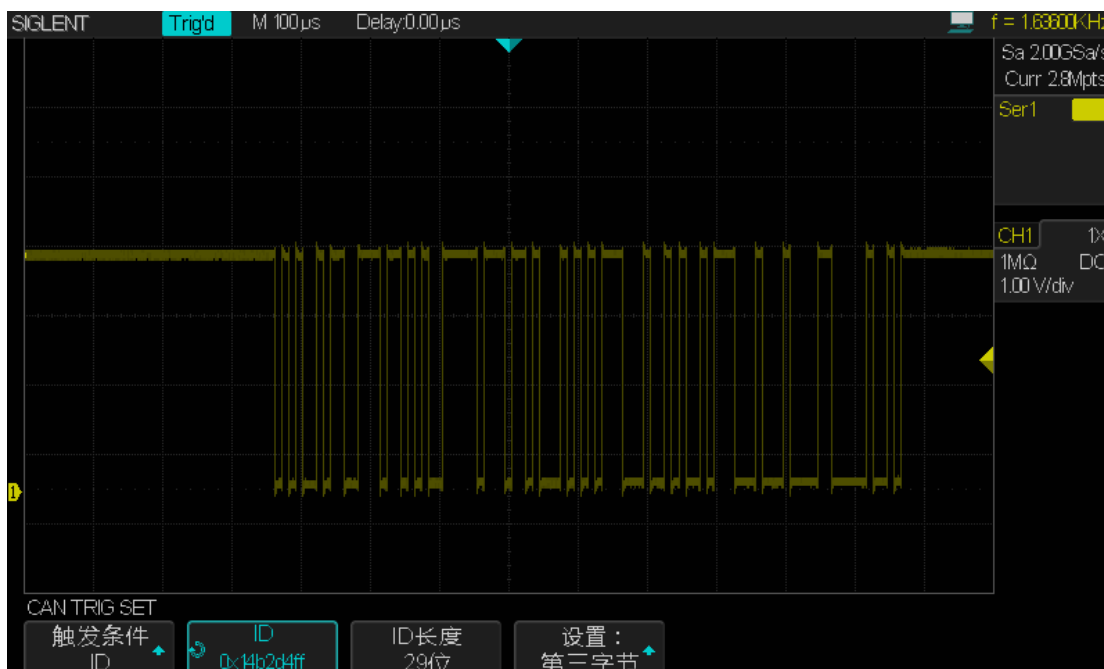 SIGLENT Trig'd M 100µs Delay:0.00µs f = 1.63600KHz
Sa 2.00GSa/s
Curr 2.8Mpts
Ser1
CH1 1X
1MΩ DC
1.00 V/div
1
CAN TRIG SET
触发条件 ID ID长度 设置：
ID 0x14b2d4ff 29位 第三字节